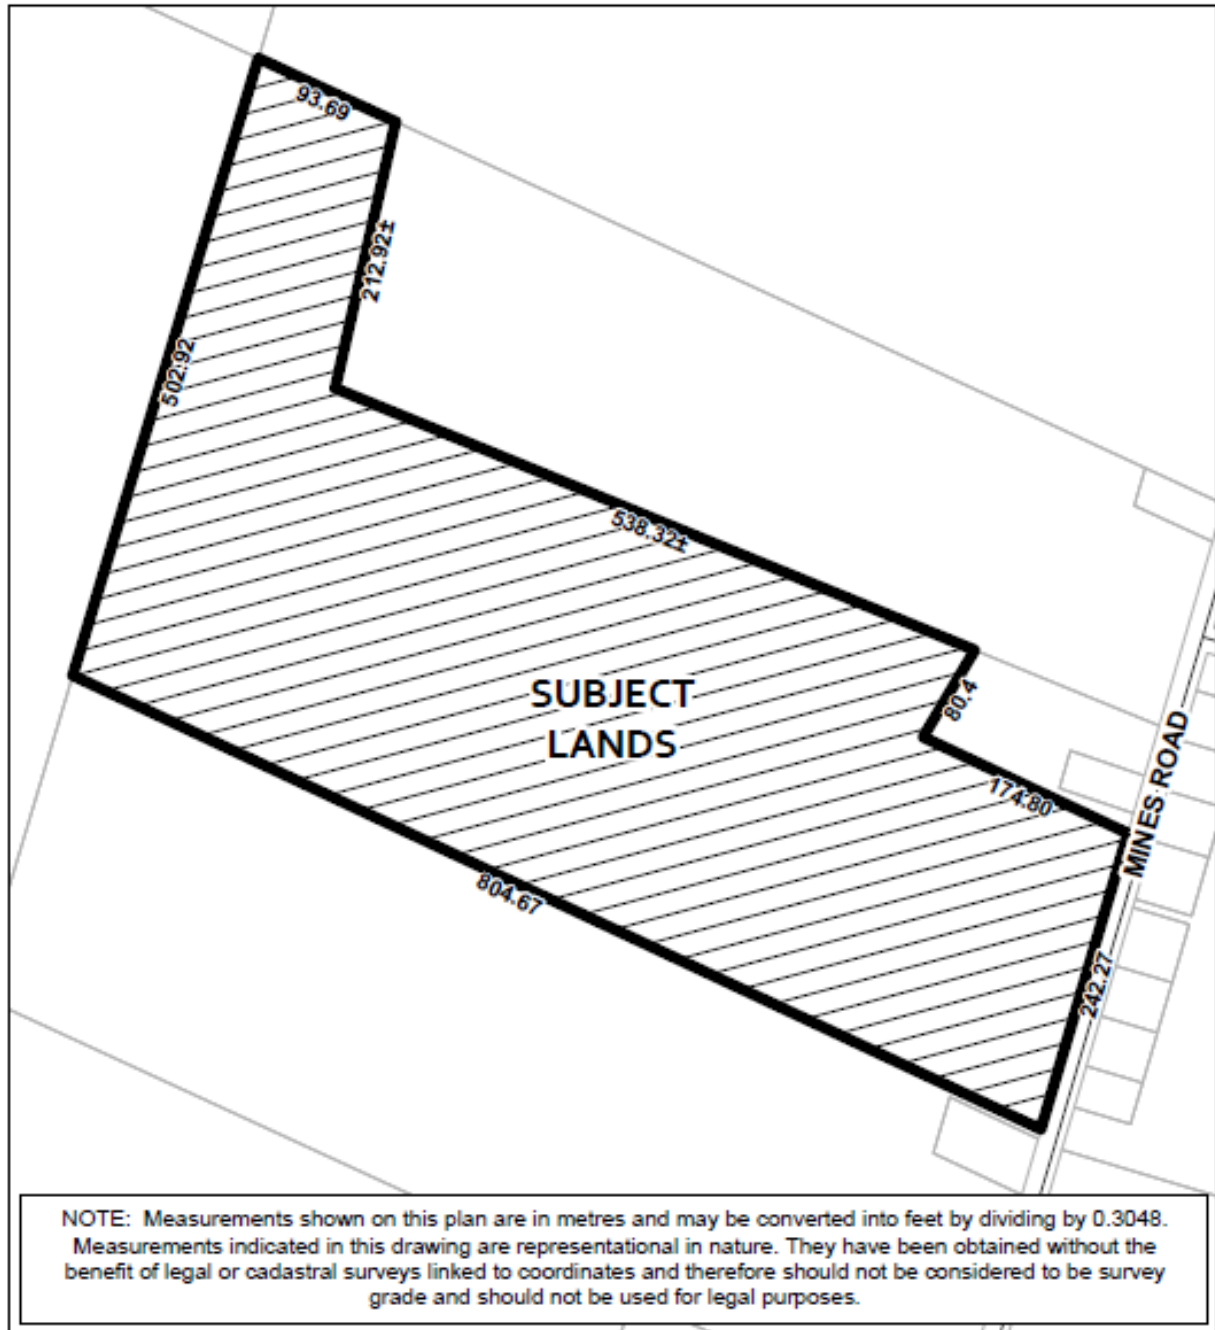 93.69
212.92±
502.92
538.32±
SUBJECT
LANDS
80.4
174.80
MINES ROAD
804.67
242.27
NOTE: Measurements shown on this plan are in metres and may be converted into feet by dividing by 0.3048.
Measurements indicated in this drawing are representational in nature. They have been obtained without the
benefit of legal or cadastral surveys linked to coordinates and therefore should not be considered to be survey
grade and should not be used for legal purposes.